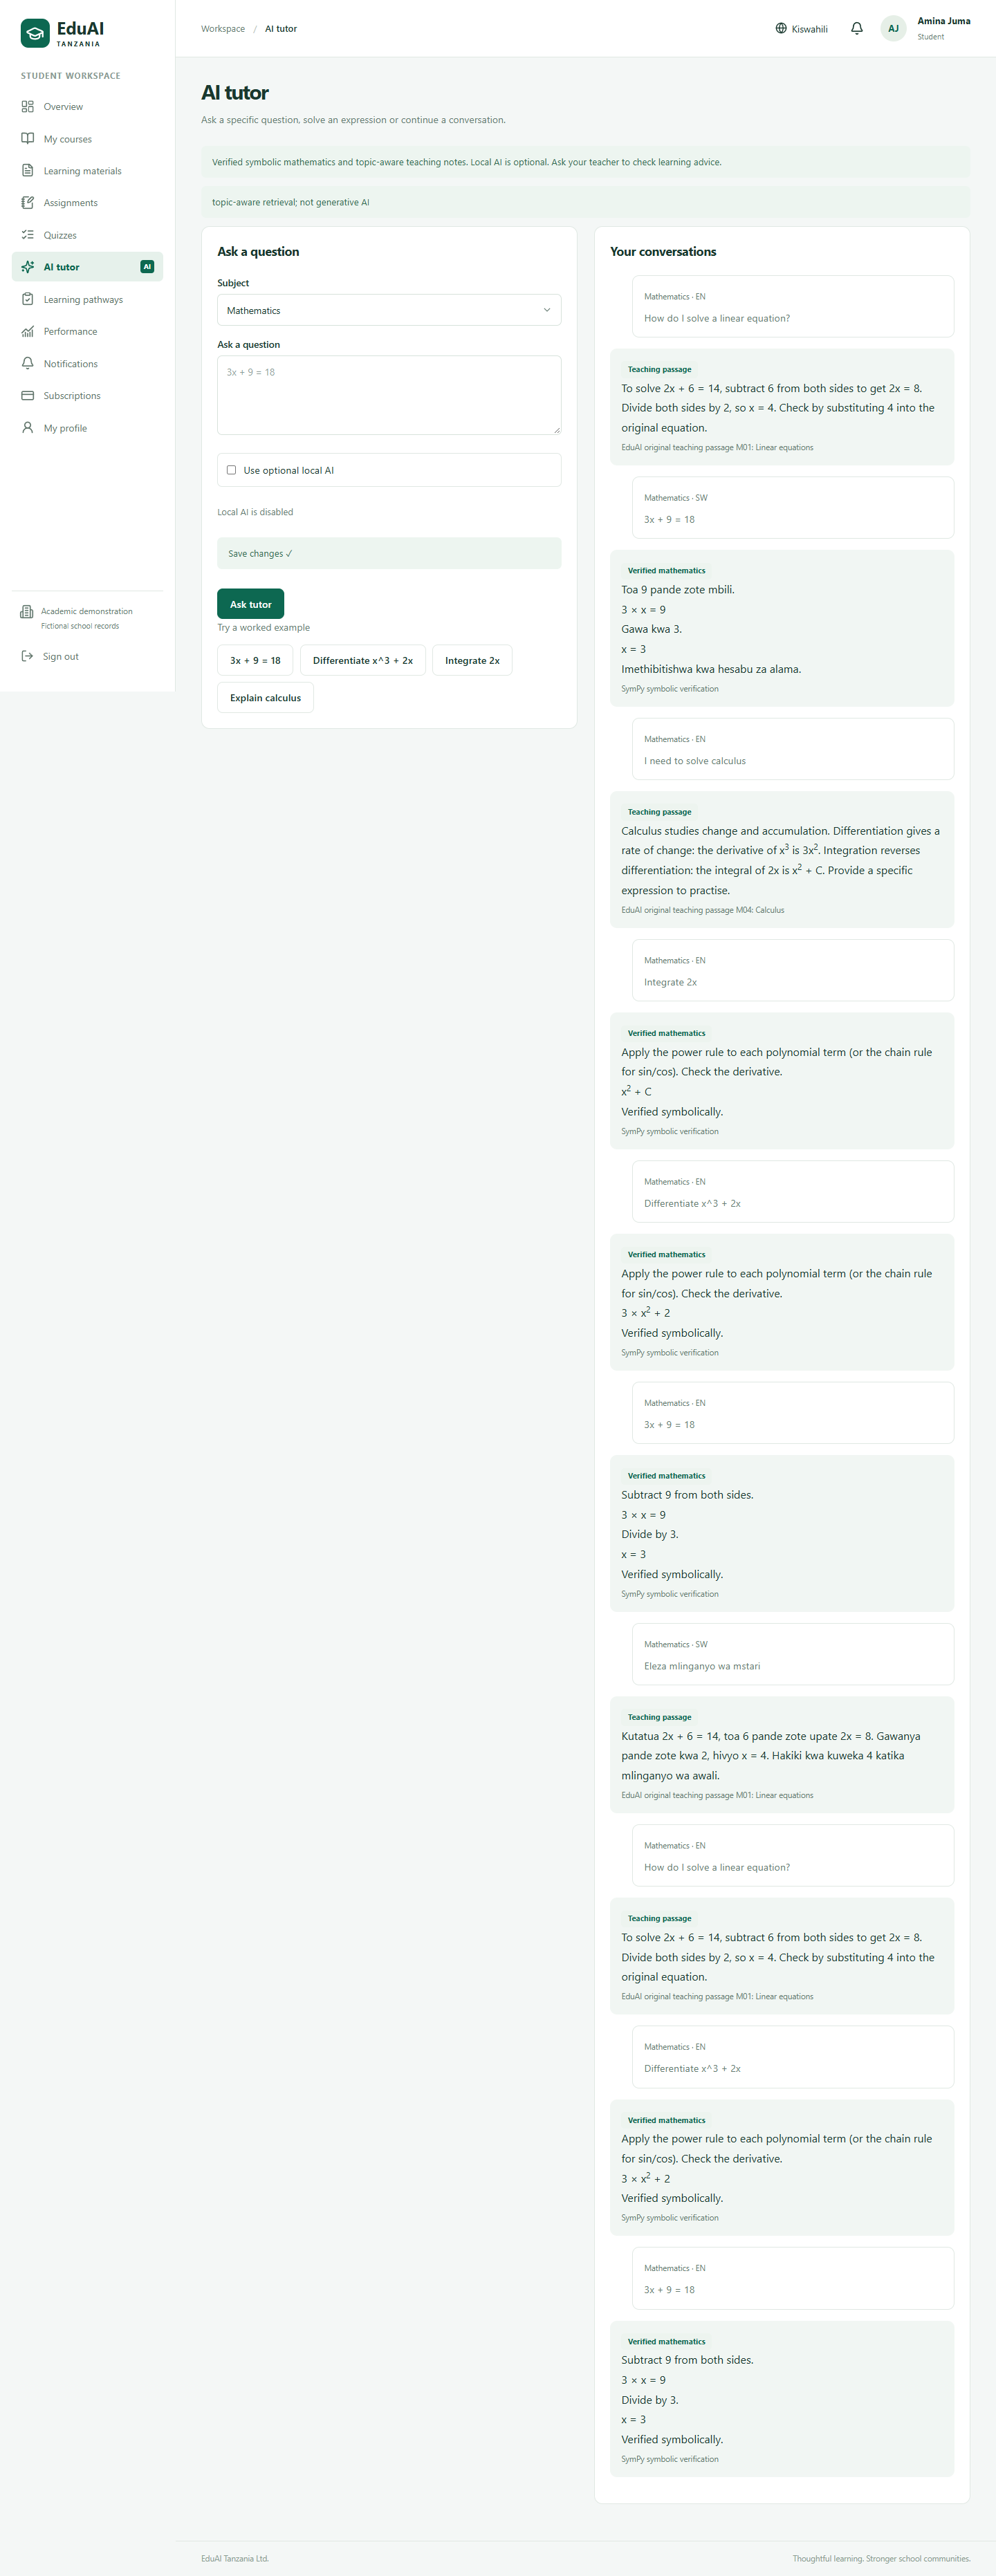 EduAI
TANZANIA
STUDENT WORKSPACE
Overview
My courses
Learning materials
Assignments
Quizzes
AI tutor AI
Learning pathways
Performance
Notifications
Subscriptions
My profile
Academic demonstration
Fictional school records
Sign out
Workspace / AI tutor
Kiswahili
AJ
Amina Juma
Student
AI tutor
Ask a specific question, solve an expression or continue a conversation.
Verified symbolic mathematics and topic-aware teaching notes. Local AI is optional. Ask your teacher to check learning advice.
topic-aware retrieval; not generative AI
Ask a question
Subject
Mathematics
Ask a question
3x + 9 = 18
Use optional local AI
Local AI is disabled
Save changes ✓
Ask tutor
Try a worked example
3x + 9 = 18
Differentiate x^3 + 2x
Integrate 2x
Explain calculus
Your conversations
Mathematics · EN
How do I solve a linear equation?
Teaching passage
To solve 2x + 6 = 14, subtract 6 from both sides to get 2x = 8.
Divide both sides by 2, so x = 4. Check by substituting 4 into the
original equation.
EduAI original teaching passage M01: Linear equations
Mathematics · SW
3x + 9 = 18
Verified mathematics
Toa 9 pande zote mbili.
3 × x = 9
Gawa kwa 3.
x = 3
Imethibitishwa kwa hesabu za alama.
SymPy symbolic verification
Mathematics · EN
I need to solve calculus
Teaching passage
Calculus studies change and accumulation. Differentiation gives a
rate of change: the derivative of x³ is 3x². Integration reverses
differentiation: the integral of 2x is x² + C. Provide a specific
expression to practise.
EduAI original teaching passage M04: Calculus
Mathematics · EN
Integrate 2x
Verified mathematics
Apply the power rule to each polynomial term (or the chain rule
for sin/cos). Check the derivative.
x² + C
Verified symbolically.
SymPy symbolic verification
Mathematics · EN
Differentiate x^3 + 2x
Verified mathematics
Apply the power rule to each polynomial term (or the chain rule
for sin/cos). Check the derivative.
3 × x² + 2
Verified symbolically.
SymPy symbolic verification
Mathematics · EN
3x + 9 = 18
Verified mathematics
Subtract 9 from both sides.
3 × x = 9
Divide by 3.
x = 3
Verified symbolically.
SymPy symbolic verification
Mathematics · SW
Eleza mlinganyo wa mstari
Teaching passage
Kutatua 2x + 6 = 14, toa 6 pande zote upate 2x = 8. Gawanya
pande zote kwa 2, hivyo x = 4. Hakiki kwa kuweka 4 katika
mlinganyo wa awali.
EduAI original teaching passage M01: Linear equations
Mathematics · EN
How do I solve a linear equation?
Teaching passage
To solve 2x + 6 = 14, subtract 6 from both sides to get 2x = 8.
Divide both sides by 2, so x = 4. Check by substituting 4 into the
original equation.
EduAI original teaching passage M01: Linear equations
Mathematics · EN
Differentiate x^3 + 2x
Verified mathematics
Apply the power rule to each polynomial term (or the chain rule
for sin/cos). Check the derivative.
3 × x² + 2
Verified symbolically.
SymPy symbolic verification
Mathematics · EN
3x + 9 = 18
Verified mathematics
Subtract 9 from both sides.
3 × x = 9
Divide by 3.
x = 3
Verified symbolically.
SymPy symbolic verification
EduAI Tanzania Ltd.
Thoughtful learning. Stronger school communities.